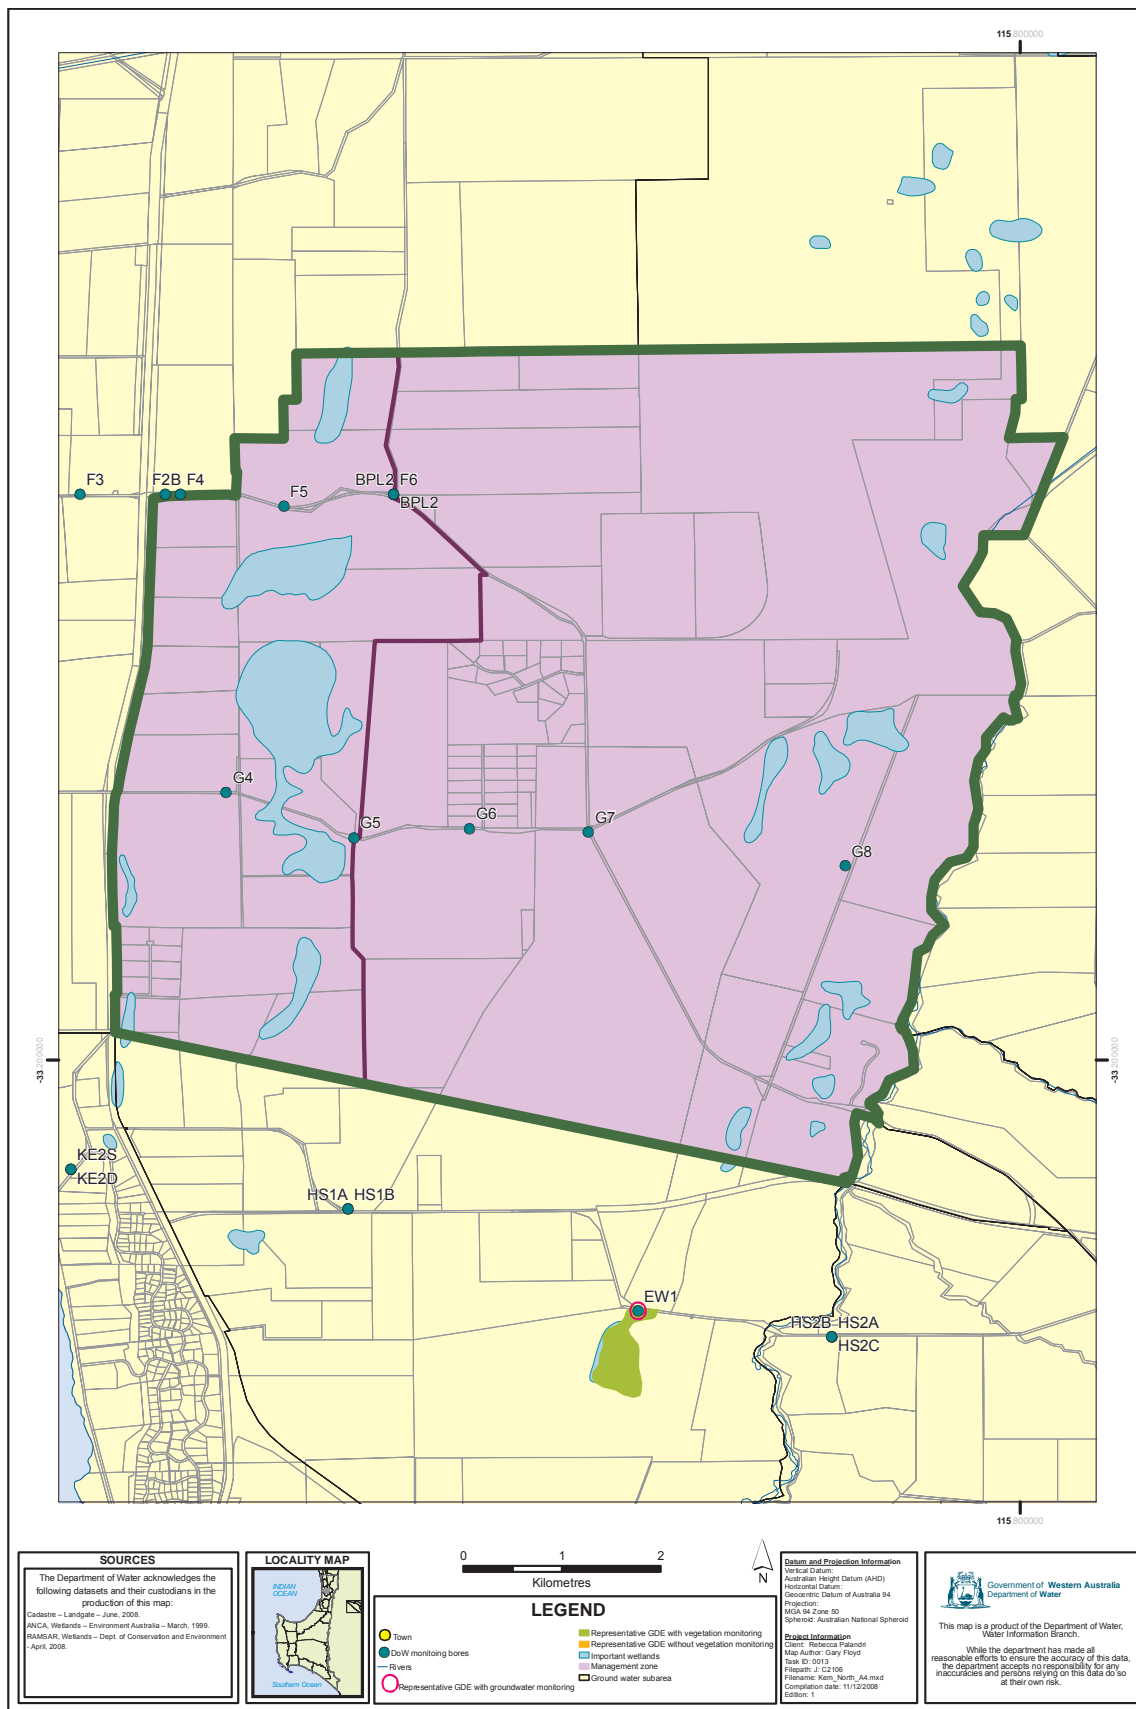 115.800000
F3
F2B F4
F5
BPL2 F6
BPL2
G4
G5
G6
G7
G8
-33.200000
-33.200000
KE2S
KE2D
HS1A HS1B
EW1
HS2B HS2A
HS2C
115.800000
SOURCES
The Department of Water acknowledges the
following datasets and their custodians in the
production of this map:
Cadastre – Landgate – June, 2008.
ANCA, Wetlands – Environment Australia – March, 1999.
RAMSAR, Wetlands – Dept. of Conservation and Environment
- April, 2008.
LOCALITY MAP
INDIAN
OCEAN
Southern Ocean
0 1 2
Kilometres
N
LEGEND
Town
DoW monitoing bores
Rivers
Representative GDE with groundwater monitoring
Representative GDE with vegetation monitoring
Representative GDE without vegetation monitoring
Important wetlands
Management zone
Ground water subarea
Datum and Projection Information
Vertical Datum:
Australian Height Datum (AHD)
Horizontal Datum:
Geocentric Datum of Australia 94
Projection:
MGA 94 Zone 50
Spheroid: Australian National Spheroid
Project Information
Client: Rebecca Palandri
Map Author: Gary Floyd
Task ID: 0013
Filepath: J: C2106
Filename: Kem_North_A4.mxd
Compilation date: 11/12/2008
Edition: 1
Government of Western Australia
Department of Water
This map is a product of the Department of Water,
Water Information Branch.
While the department has made all
reasonable efforts to ensure the accuracy of this data,
the department accepts no responsibility for any
inaccuracies and persons relying on this data do so
at their own risk.